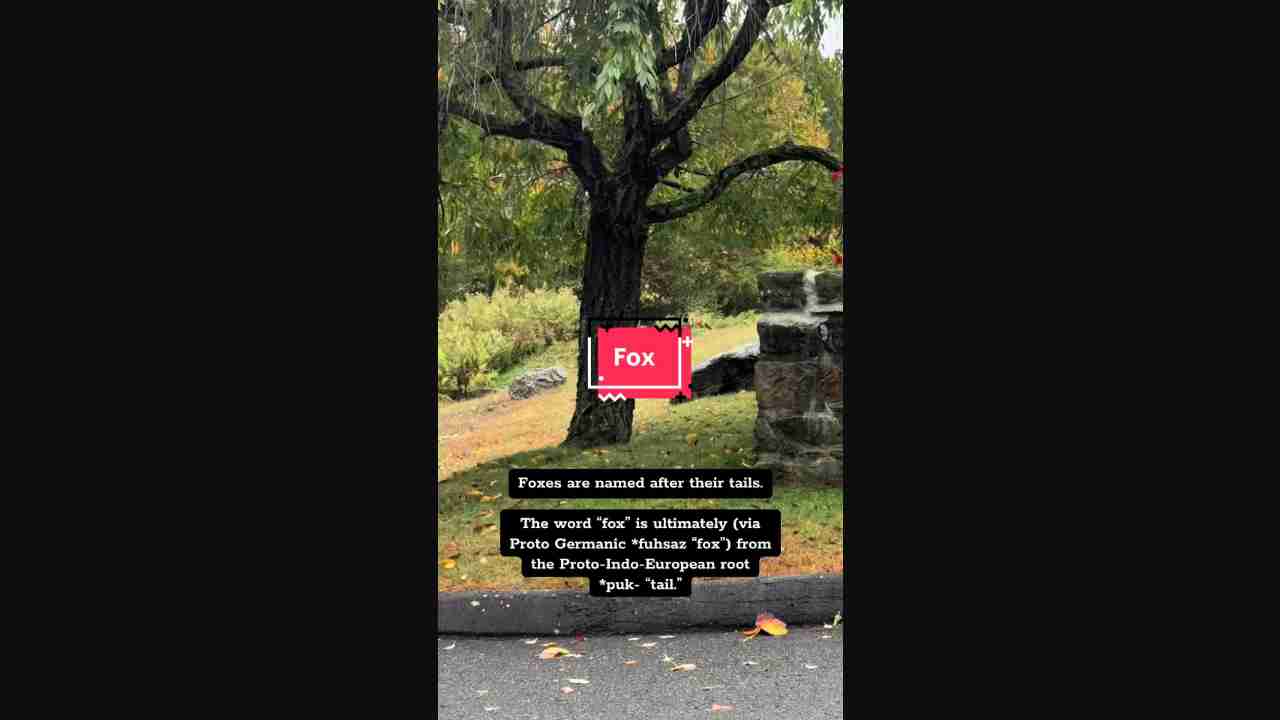 Fox
Foxes are named after their tails.
The word “fox” is ultimately (via
Proto Germanic *fuhsaz “fox”) from
the Proto-Indo-European root
*puk- “tail.”